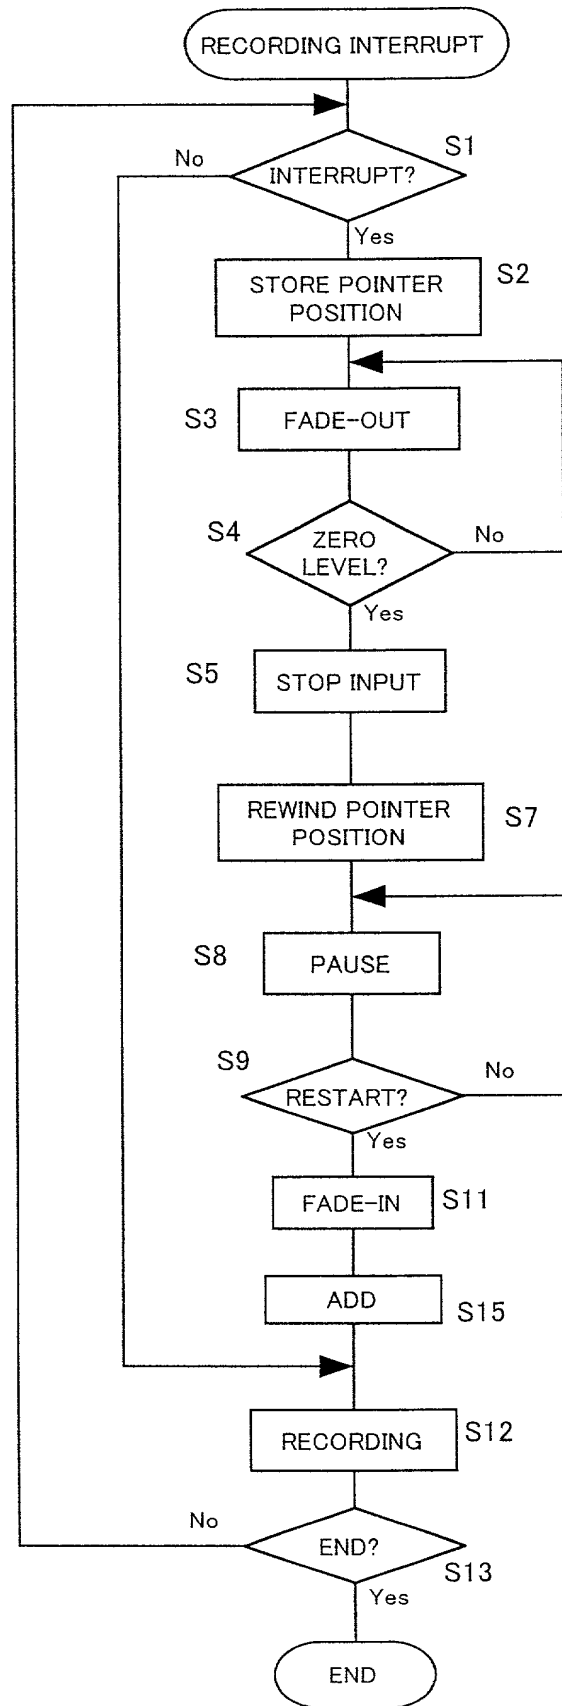 RECORDING INTERRUPT
S1
No
INTERRUPT?
Yes
S2
STORE POINTER
POSITION
S3
FADE-OUT
S4
ZERO
LEVEL?
No
Yes
S5
STOP INPUT
REWIND POINTER
POSITION
S7
S8
PAUSE
S9
RESTART?
No
Yes
FADE-IN
S11
ADD
S15
S12
RECORDING
No
END?
S13
Yes
END